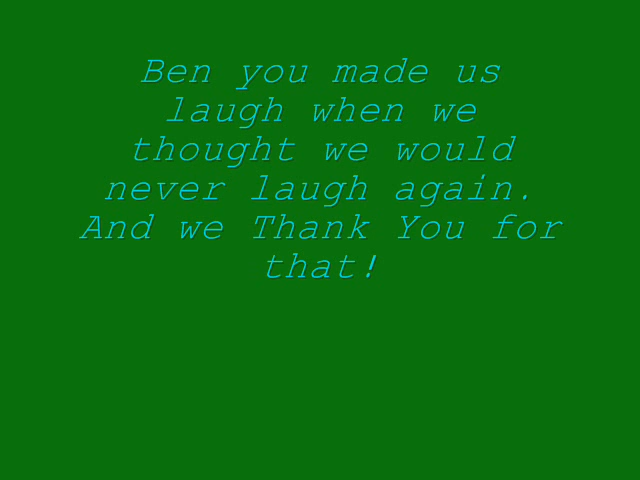 Ben you made us
laugh when we
thought we would
never laugh again.
And we Thank You for
that!